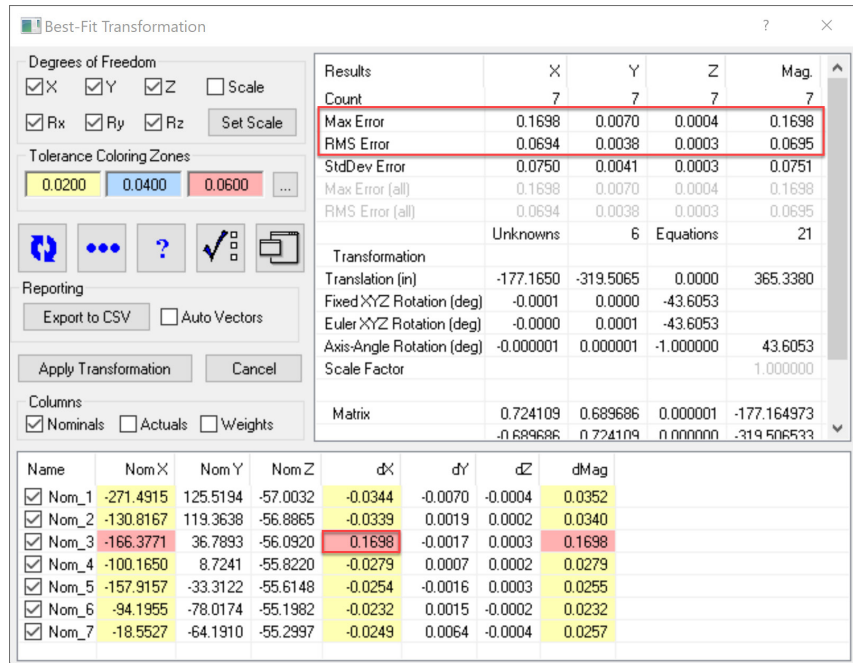 Best-Fit Transformation ? ×
Degrees of Freedom
X Y Z Scale
Rx Ry Rz Set Scale
Tolerance Coloring Zones
0.0200 0.0400 0.0600 ...
?
Reporting
Export to CSV Auto Vectors
Apply Transformation Cancel
Columns
Nominals Actuals Weights
Results X Y Z Mag.
Count 7 7 7 7
Max Error 0.1698 0.0070 0.0004 0.1698
RMS Error 0.0694 0.0038 0.0003 0.0695
StdDev Error 0.0750 0.0041 0.0003 0.0751
Max Error (all) 0.1698 0.0070 0.0004 0.1698
RMS Error (all) 0.0694 0.0038 0.0003 0.0695
Unknowns 6 Equations 21
Transformation
Translation (in) -177.1650 -319.5065 0.0000 365.3380
Fixed XYZ Rotation (deg) -0.0001 0.0000 -43.6053
Euler XYZ Rotation (deg) -0.0000 0.0001 -43.6053
Axis-Angle Rotation (deg) -0.000001 0.000001 -1.000000 43.6053
Scale Factor 1.000000
Matrix 0.724109 0.689686 0.000001 -177.164973
-0.689686 0.724109 0.000000 -319.506533
Name Nom X Nom Y Nom Z dX dY dZ dMag
Nom_1 -271.4915 125.5194 -57.0032 -0.0344 -0.0070 -0.0004 0.0352
Nom_2 -130.8167 119.3638 -56.8865 -0.0339 0.0019 0.0002 0.0340
Nom_3 -166.3771 36.7893 -56.0920 0.1698 -0.0017 0.0003 0.1698
Nom_4 -100.1650 8.7241 -55.8220 -0.0279 0.0007 0.0002 0.0279
Nom_5 -157.9157 -33.3122 -55.6148 -0.0254 -0.0016 0.0003 0.0255
Nom_6 -94.1955 -78.0174 -55.1982 -0.0232 0.0015 -0.0002 0.0232
Nom_7 -18.5527 -64.1910 -55.2997 -0.0249 0.0064 -0.0004 0.0257